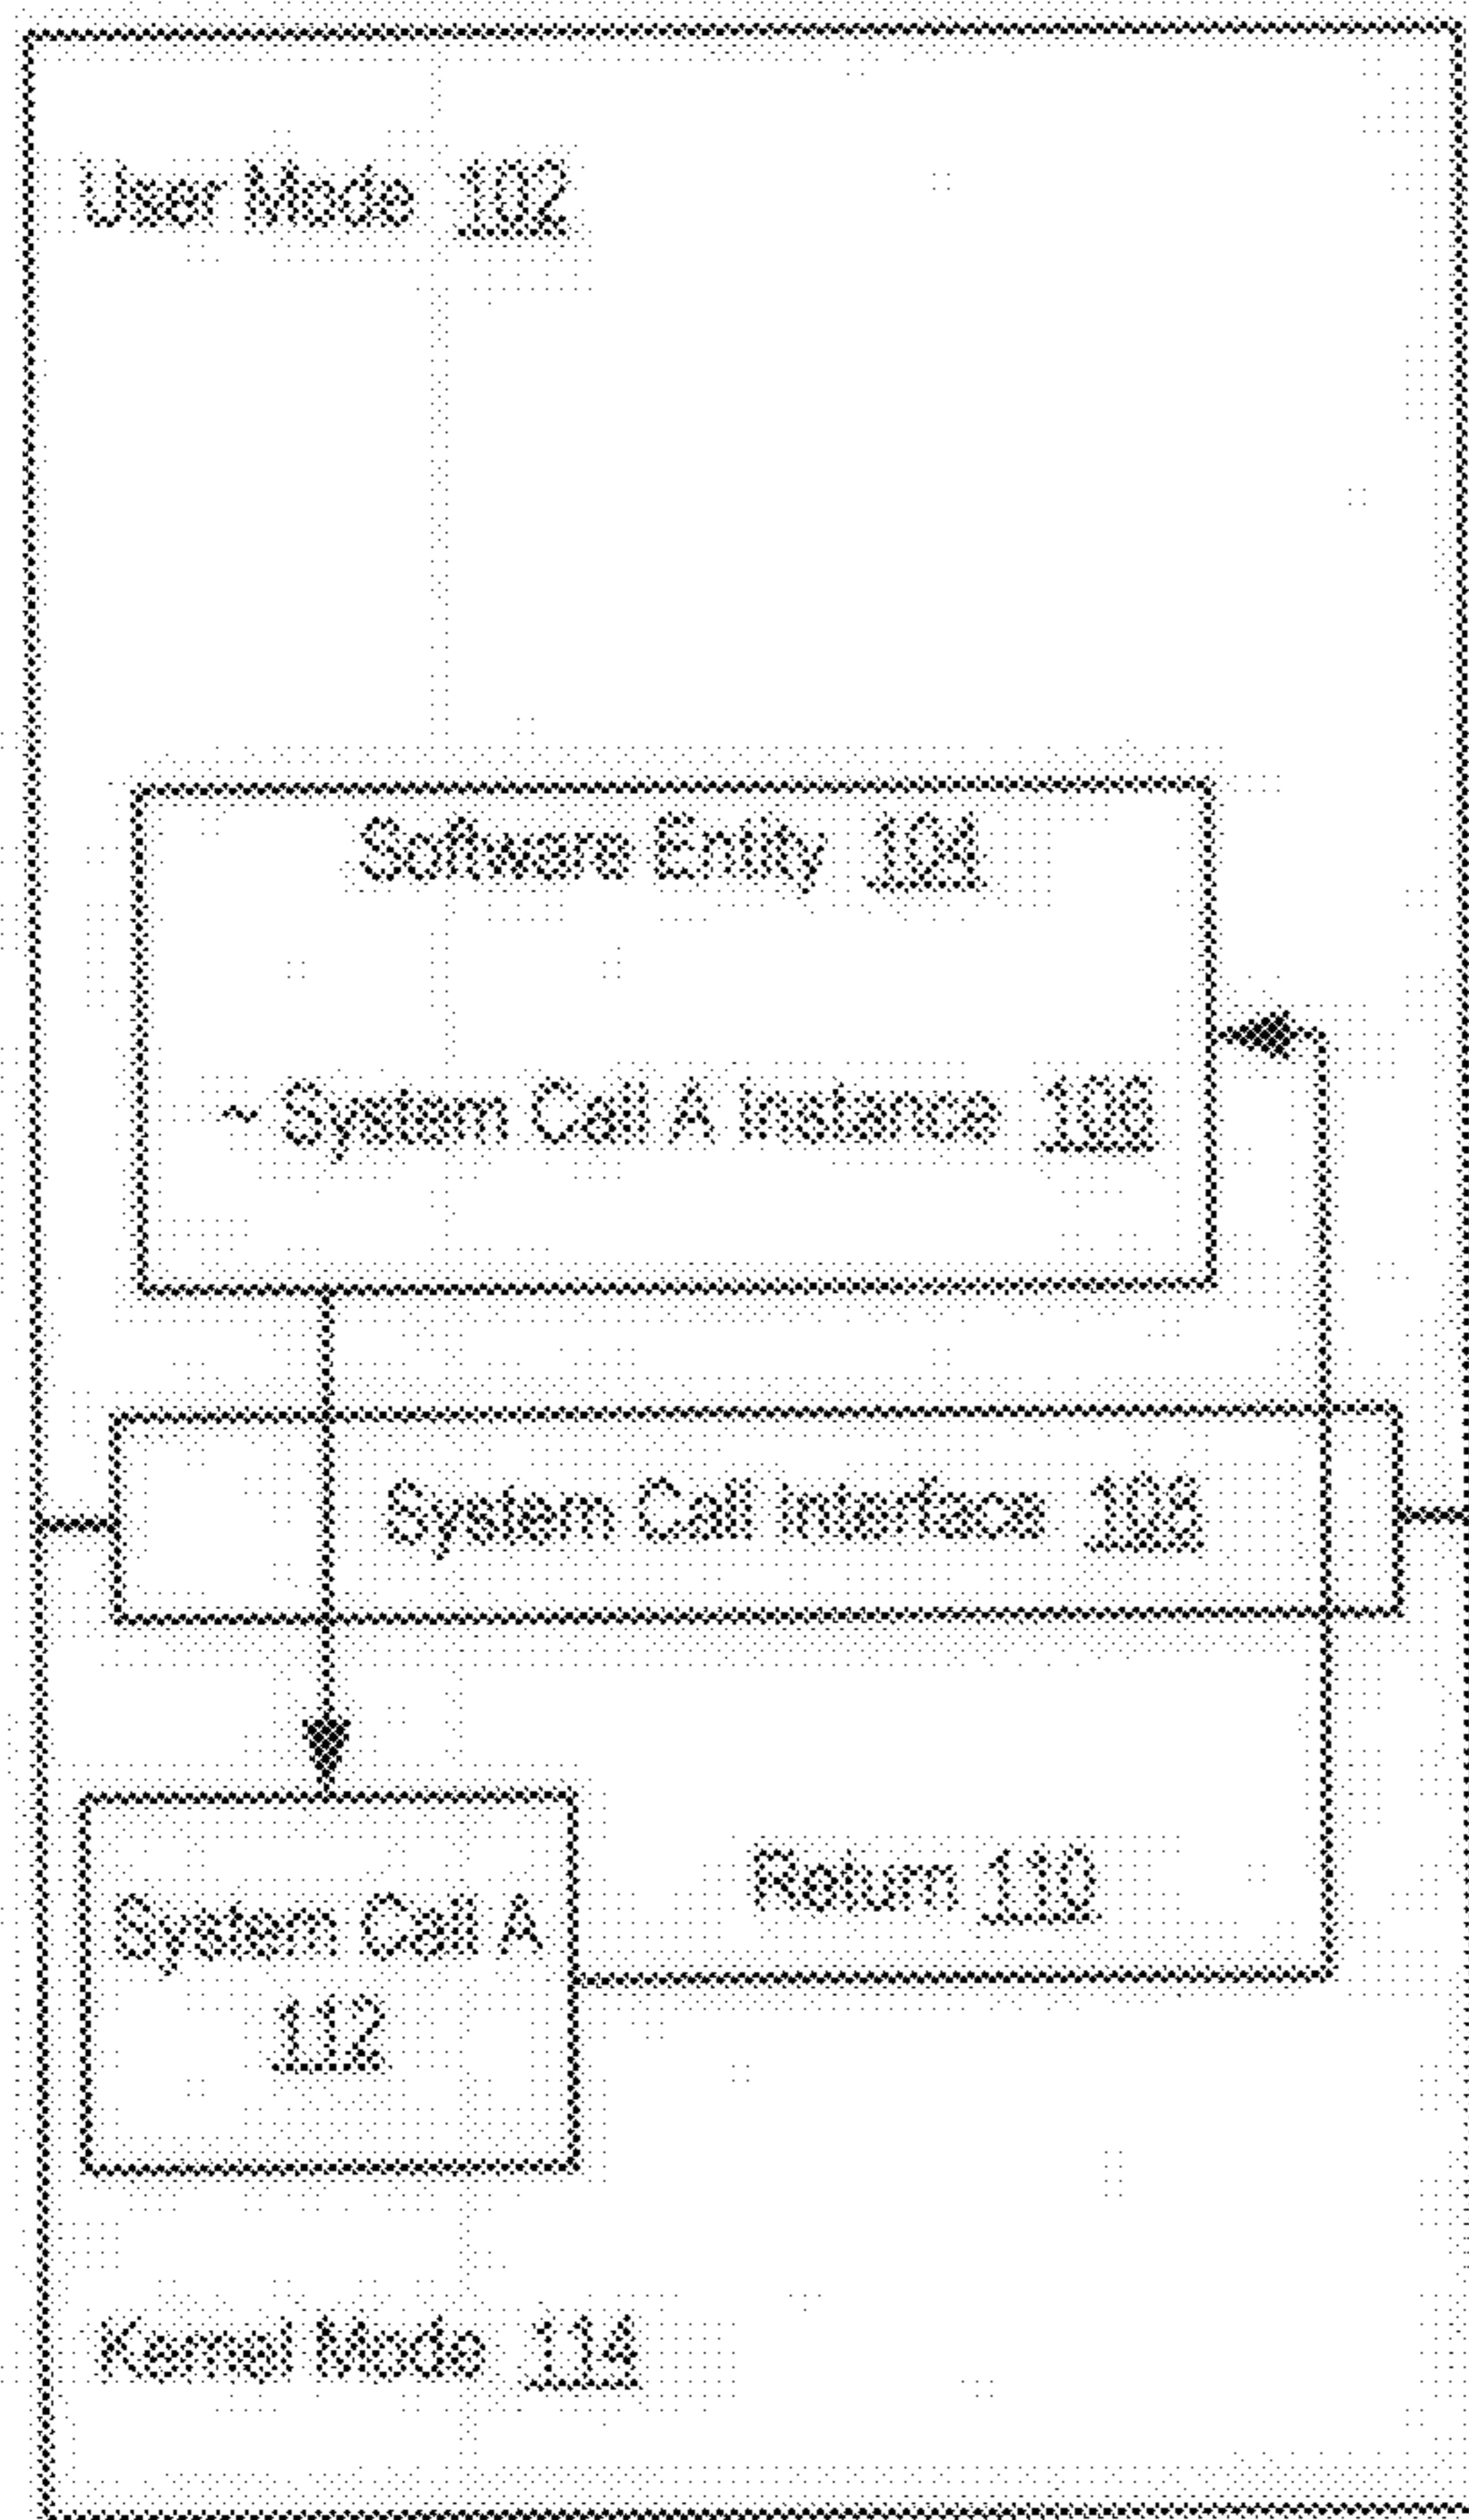 User Mode 102
Software Entity 104
~ System Call A Instance 106
System Call Interface 108
Return 110
System Call A
112
Kernel Mode 114